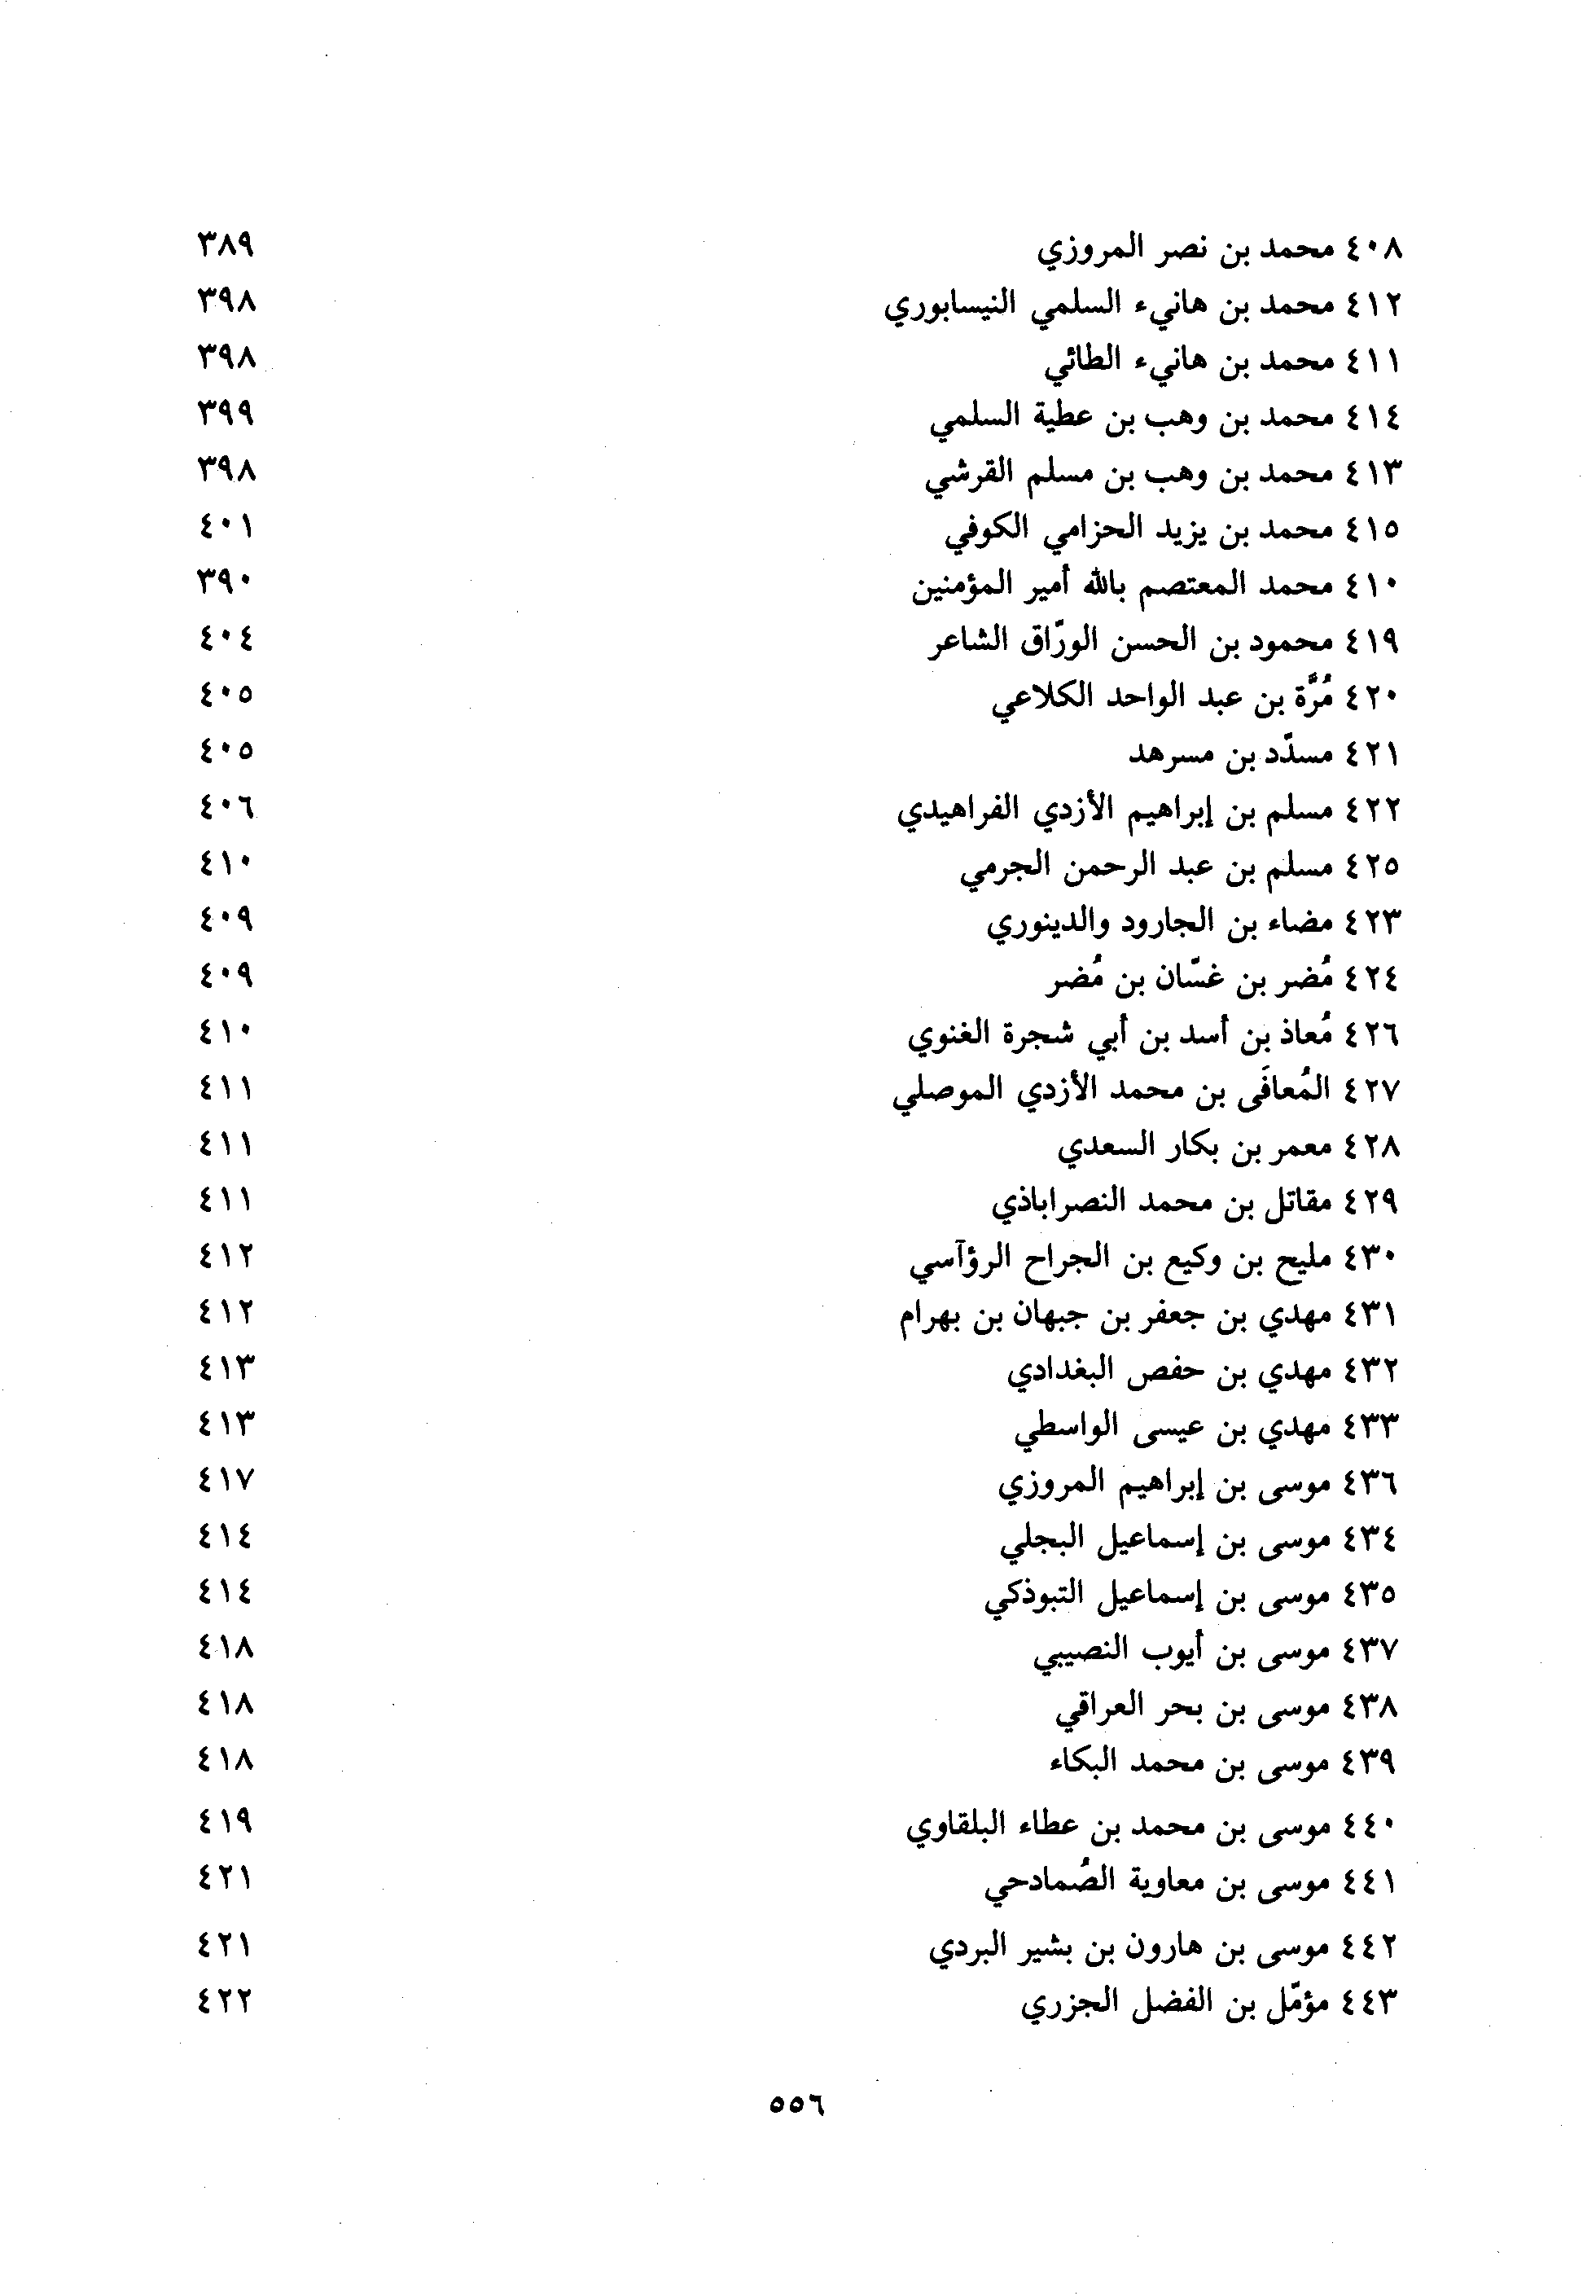 ٤٠٨ محمد بن نصر المروزي ٣٨٩
٤١٢ محمد بن هانيء السلمي النيسابوري ٣٩٨
٤١١ محمد بن هانيء الطائي ٣٩٨
٤١٤ محمد بن وهب بن عطية السلمي ٣٩٩
٤١٣ محمد بن وهب بن مسلم القرشي ٣٩٨
٤١٥ محمد بن يزيد الحزامي الكوفي ٤٠١
٤١٠ محمد المعتصم بالله أمير المؤمنين ٣٩٠
٤١٩ محمود بن الحسن الورّاق الشاعر ٤٠٤
٤٢٠ مُرَّة بن عبد الواحد الكلاعي ٤٠٥
٤٢١ مسدّد بن مسرهد ٤٠٥
٤٢٢ مسلم بن إبراهيم الأزدي الفراهيدي ٤٠٦
٤٢٥ مسلم بن عبد الرحمن الجرمي ٤١٠
٤٢٣ مضاء بن الجارود والدينوري ٤٠٩
٤٢٤ مُضر بن غسّان بن مُضر ٤٠٩
٤٢٦ مُعاذ بن أسد بن أبي شجرة الغنوي ٤١٠
٤٢٧ المُعافَى بن محمد الأزدي الموصلي ٤١١
٤٢٨ معمر بن بكار السعدي ٤١١
٤٢٩ مقاتل بن محمد النصراباذي ٤١١
٤٣٠ مليح بن وكيع بن الجراح الرؤآسي ٤١٢
٤٣١ مهدي بن جعفر بن جبهان بن بهرام ٤١٢
٤٣٢ مهدي بن حفص البغدادي ٤١٣
٤٣٣ مهدي بن عيسى الواسطي ٤١٣
٤٣٦ موسى بن إبراهيم المروزي ٤١٧
٤٣٤ موسى بن إسماعيل البجلي ٤١٤
٤٣٥ موسى بن إسماعيل التبوذكي ٤١٤
٤٣٧ موسى بن أيوب النصيبي ٤١٨
٤٣٨ موسى بن بحر العراقي ٤١٨
٤٣٩ موسى بن محمد البكاء ٤١٨
٤٤٠ موسى بن محمد بن عطاء البلقاوي ٤١٩
٤٤١ موسى بن معاوية الصُمادحي ٤٢١
٤٤٢ موسى بن هارون بن بشير البردي ٤٢١
٤٤٣ مؤمّل بن الفضل الجزري ٤٢٢
٥٥٦